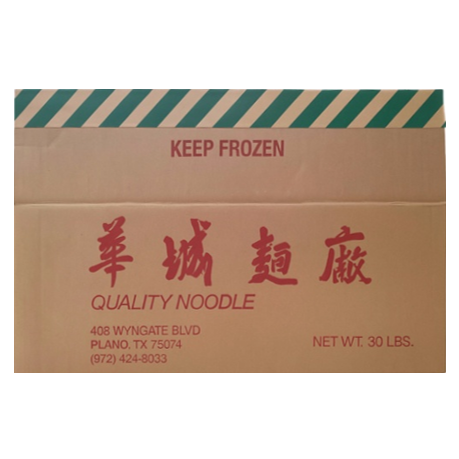 KEEP FROZEN
華城麵廠
QUALITY NOODLE
408 WYNGATE BLVD
PLANO, TX 75074
(972) 424-8033
NET WT. 30 LBS.